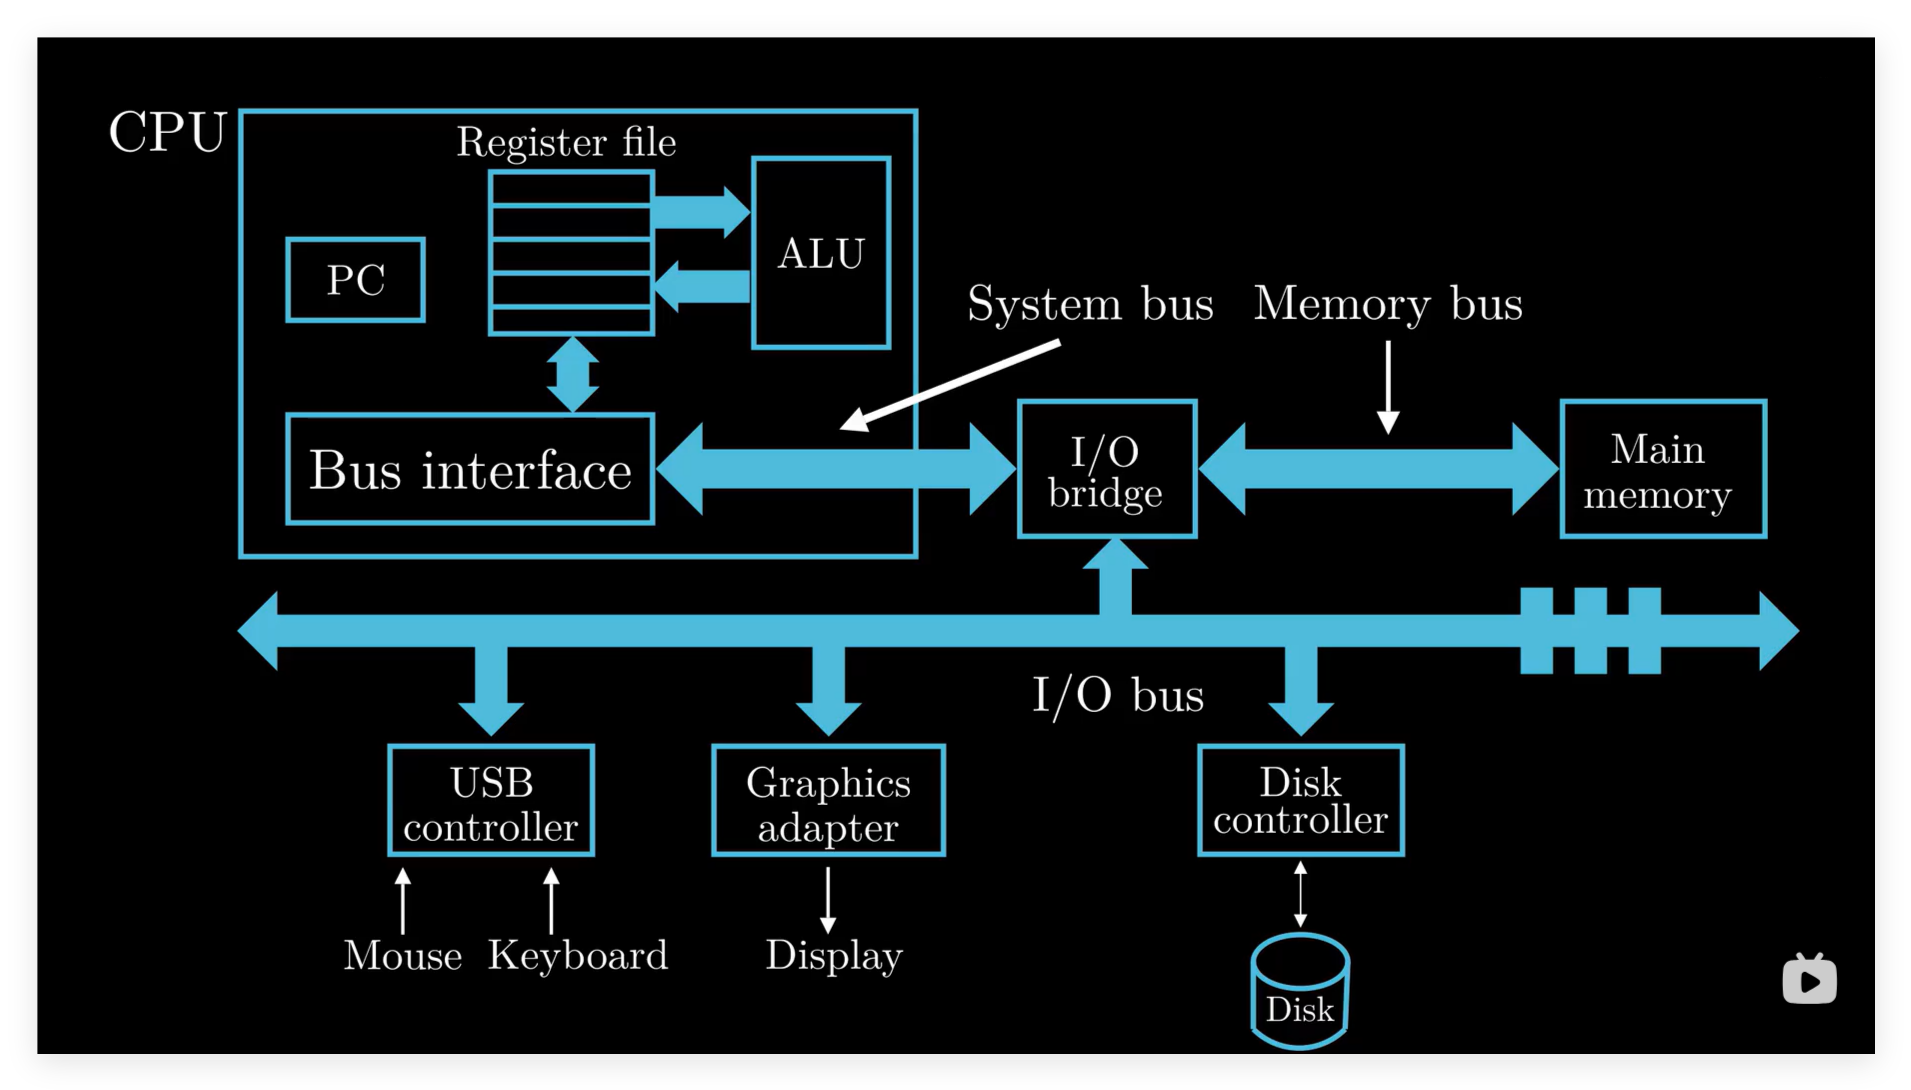 CPU
Register file
PC
ALU
System bus
Memory bus
Bus interface
I/O
bridge
Main
memory
I/O bus
USB
controller
Graphics
adapter
Disk
controller
Mouse
Keyboard
Display
Disk